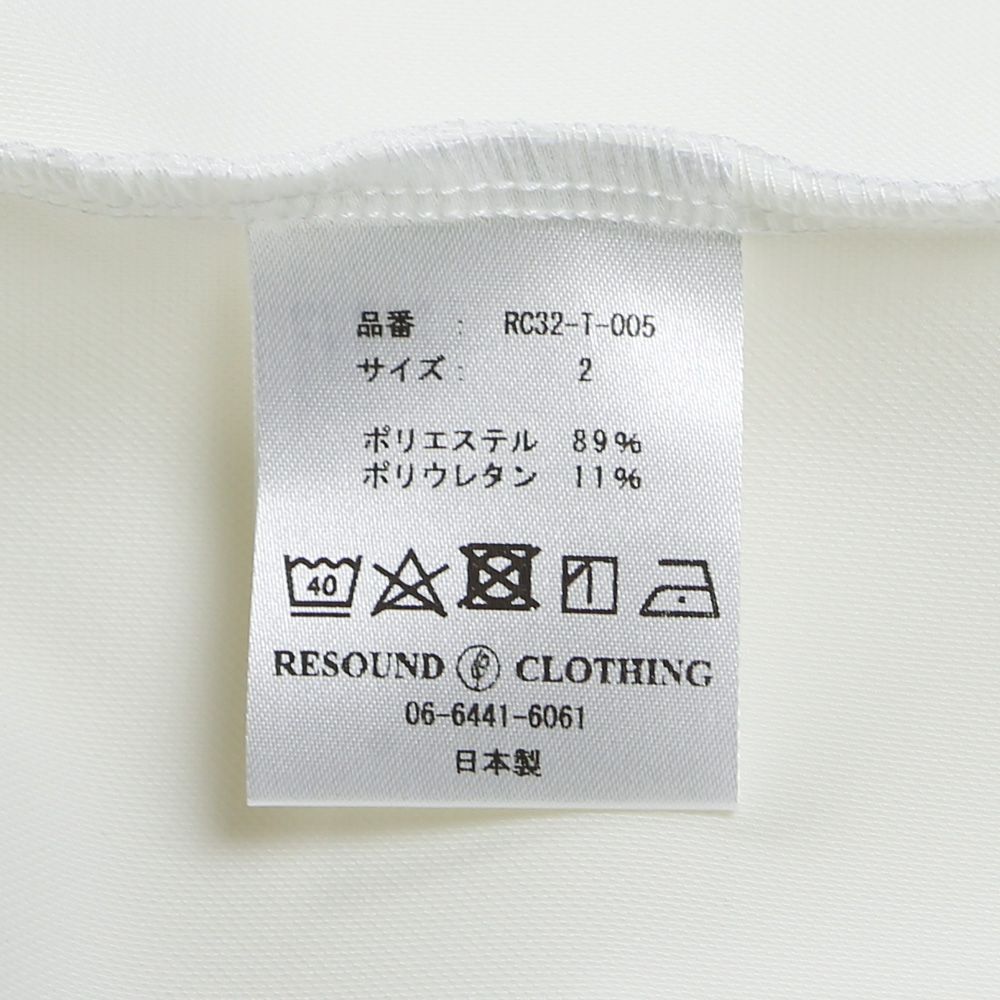 品番 : RC32-T-005
サイズ: 2
ポリエステル 89%
ポリウレタン 11%
40
RESOUND CLOTHING
06-6441-6061
日本製